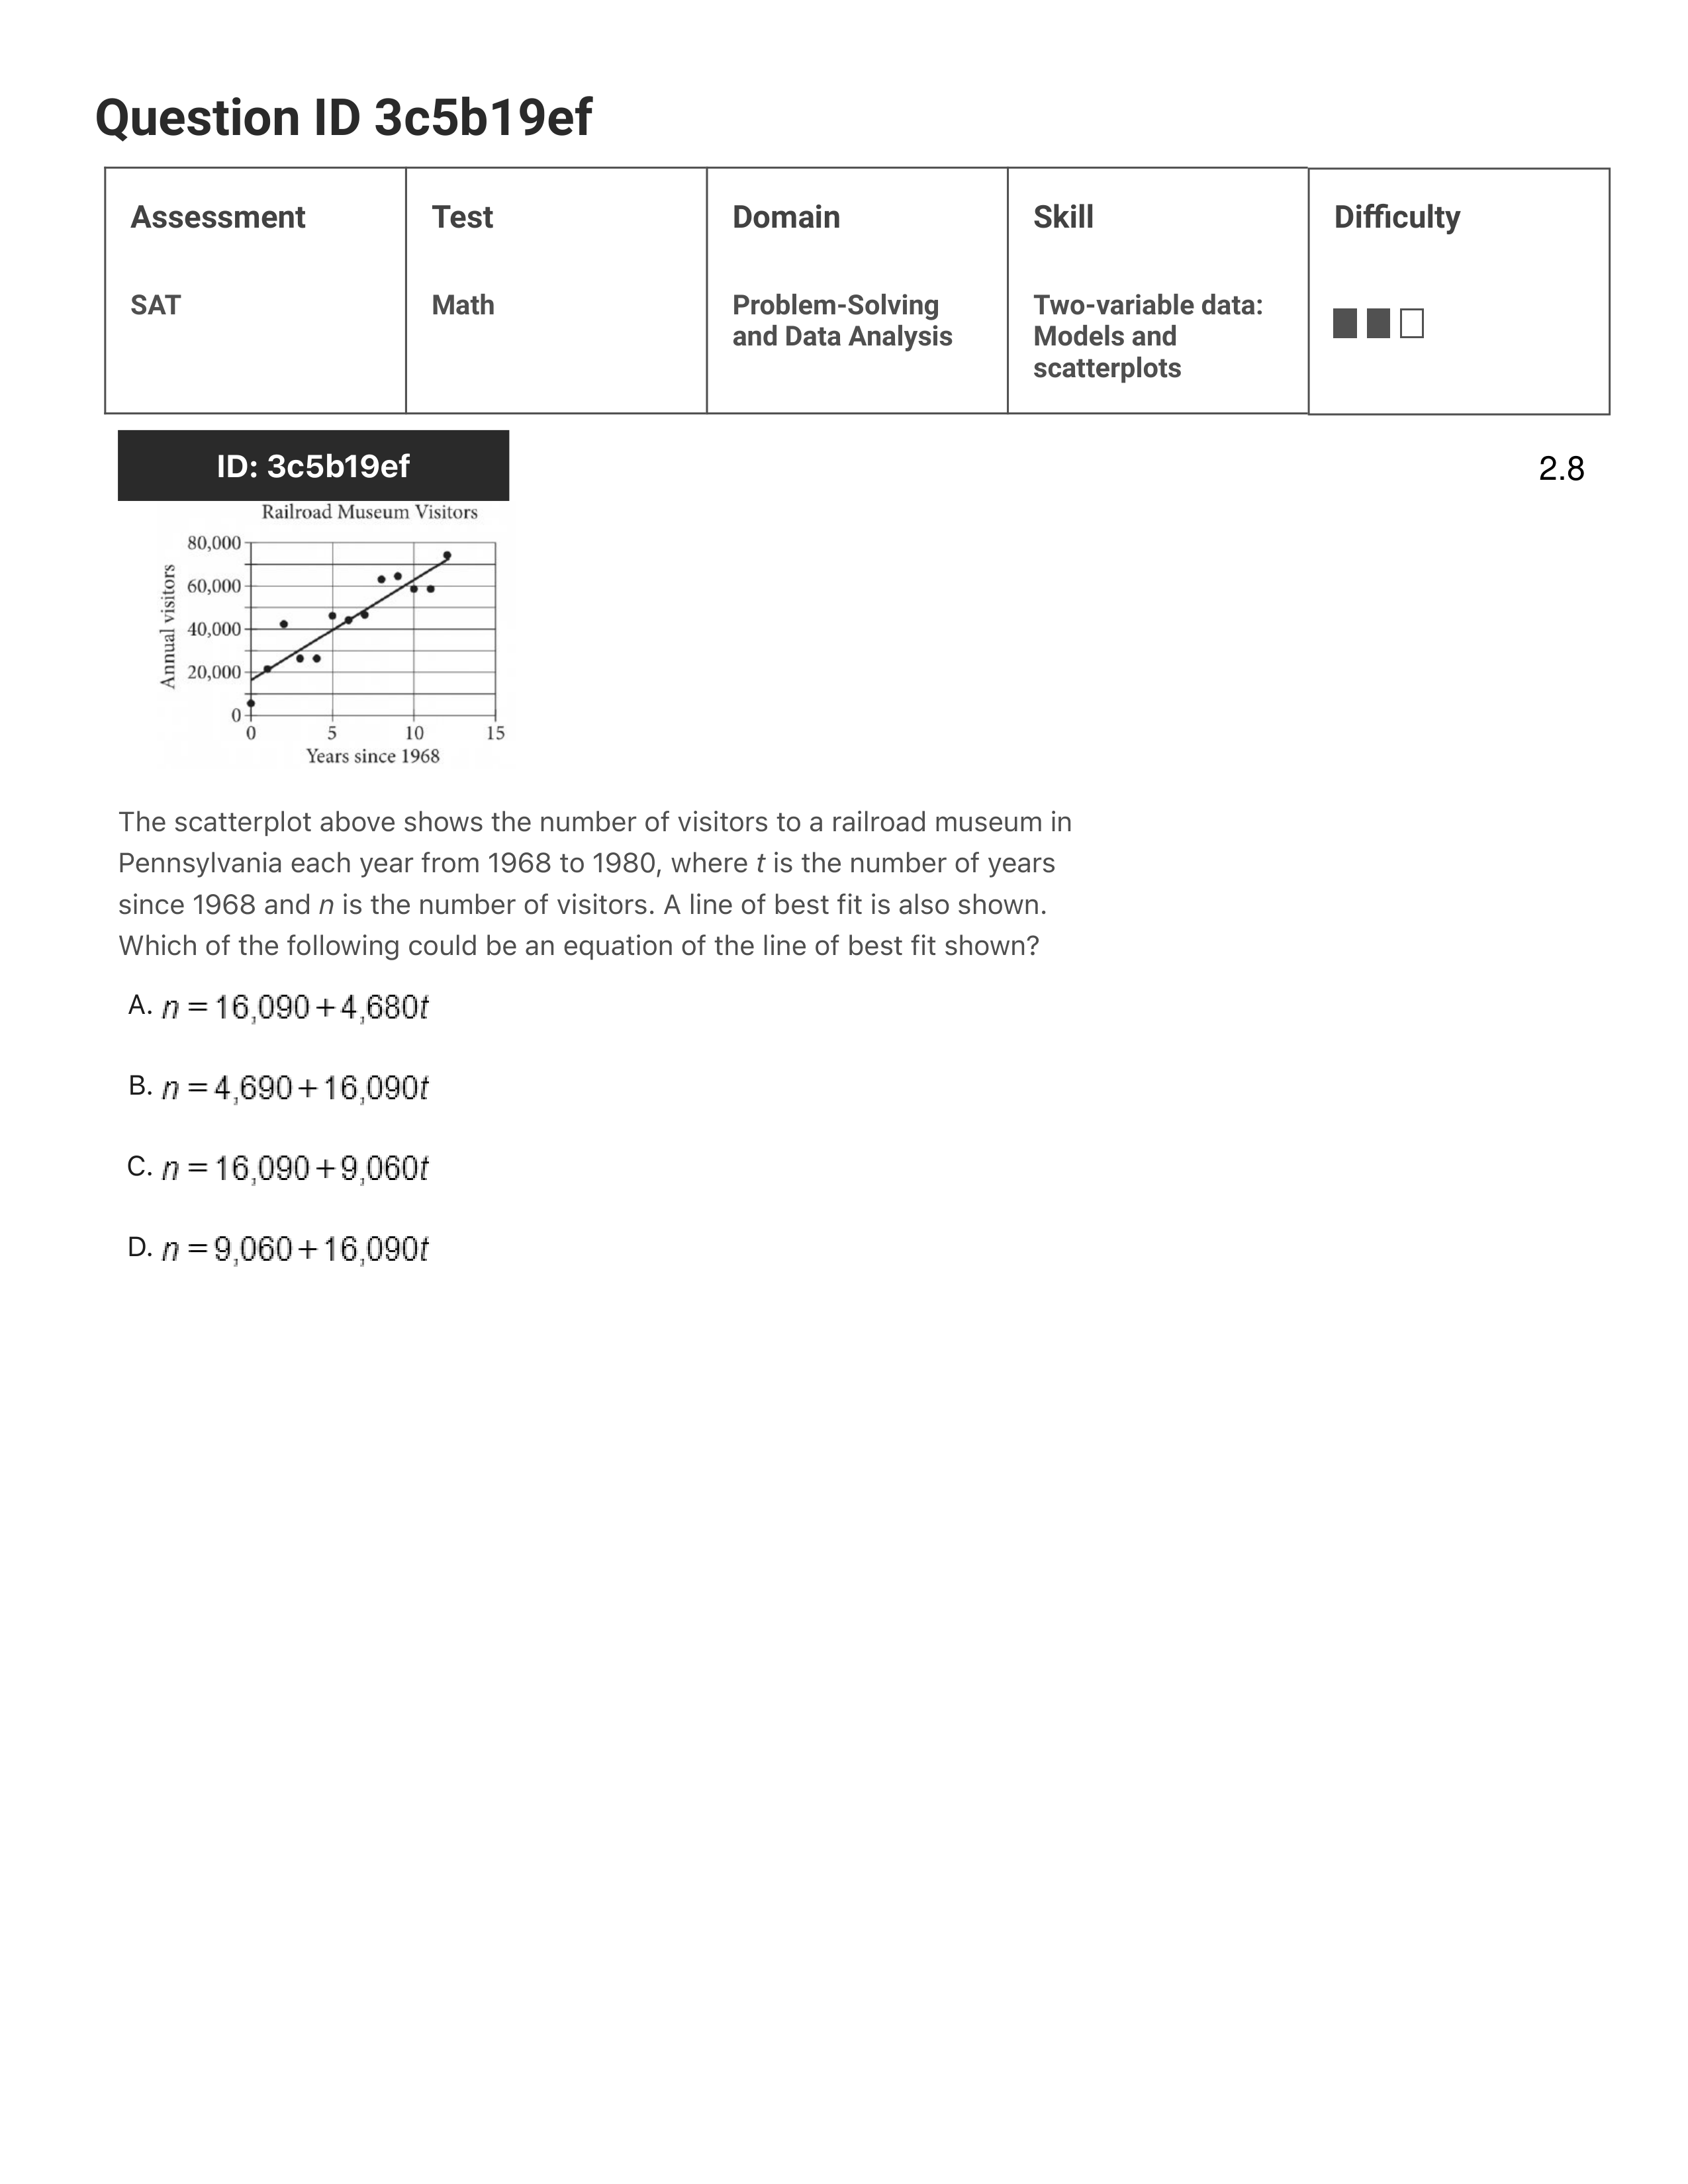 Question ID 3c5b19ef
Assessment
Test
Domain
Skill
Difficulty
SAT
Math
Problem-Solving
and Data Analysis
Two-variable data:
Models and
scatterplots
ID: 3c5b19ef
2.8
Railroad Museum Visitors
Annual visitors
80,000
60,000
40,000
20,000
0
0 5 10 15
Years since 1968
The scatterplot above shows the number of visitors to a railroad museum in
Pennsylvania each year from 1968 to 1980, where t is the number of years
since 1968 and n is the number of visitors. A line of best fit is also shown.
Which of the following could be an equation of the line of best fit shown?
A. n = 16,090 + 4,680t
B. n = 4,690 + 16,090t
C. n = 16,090 + 9,060t
D. n = 9,060 + 16,090t